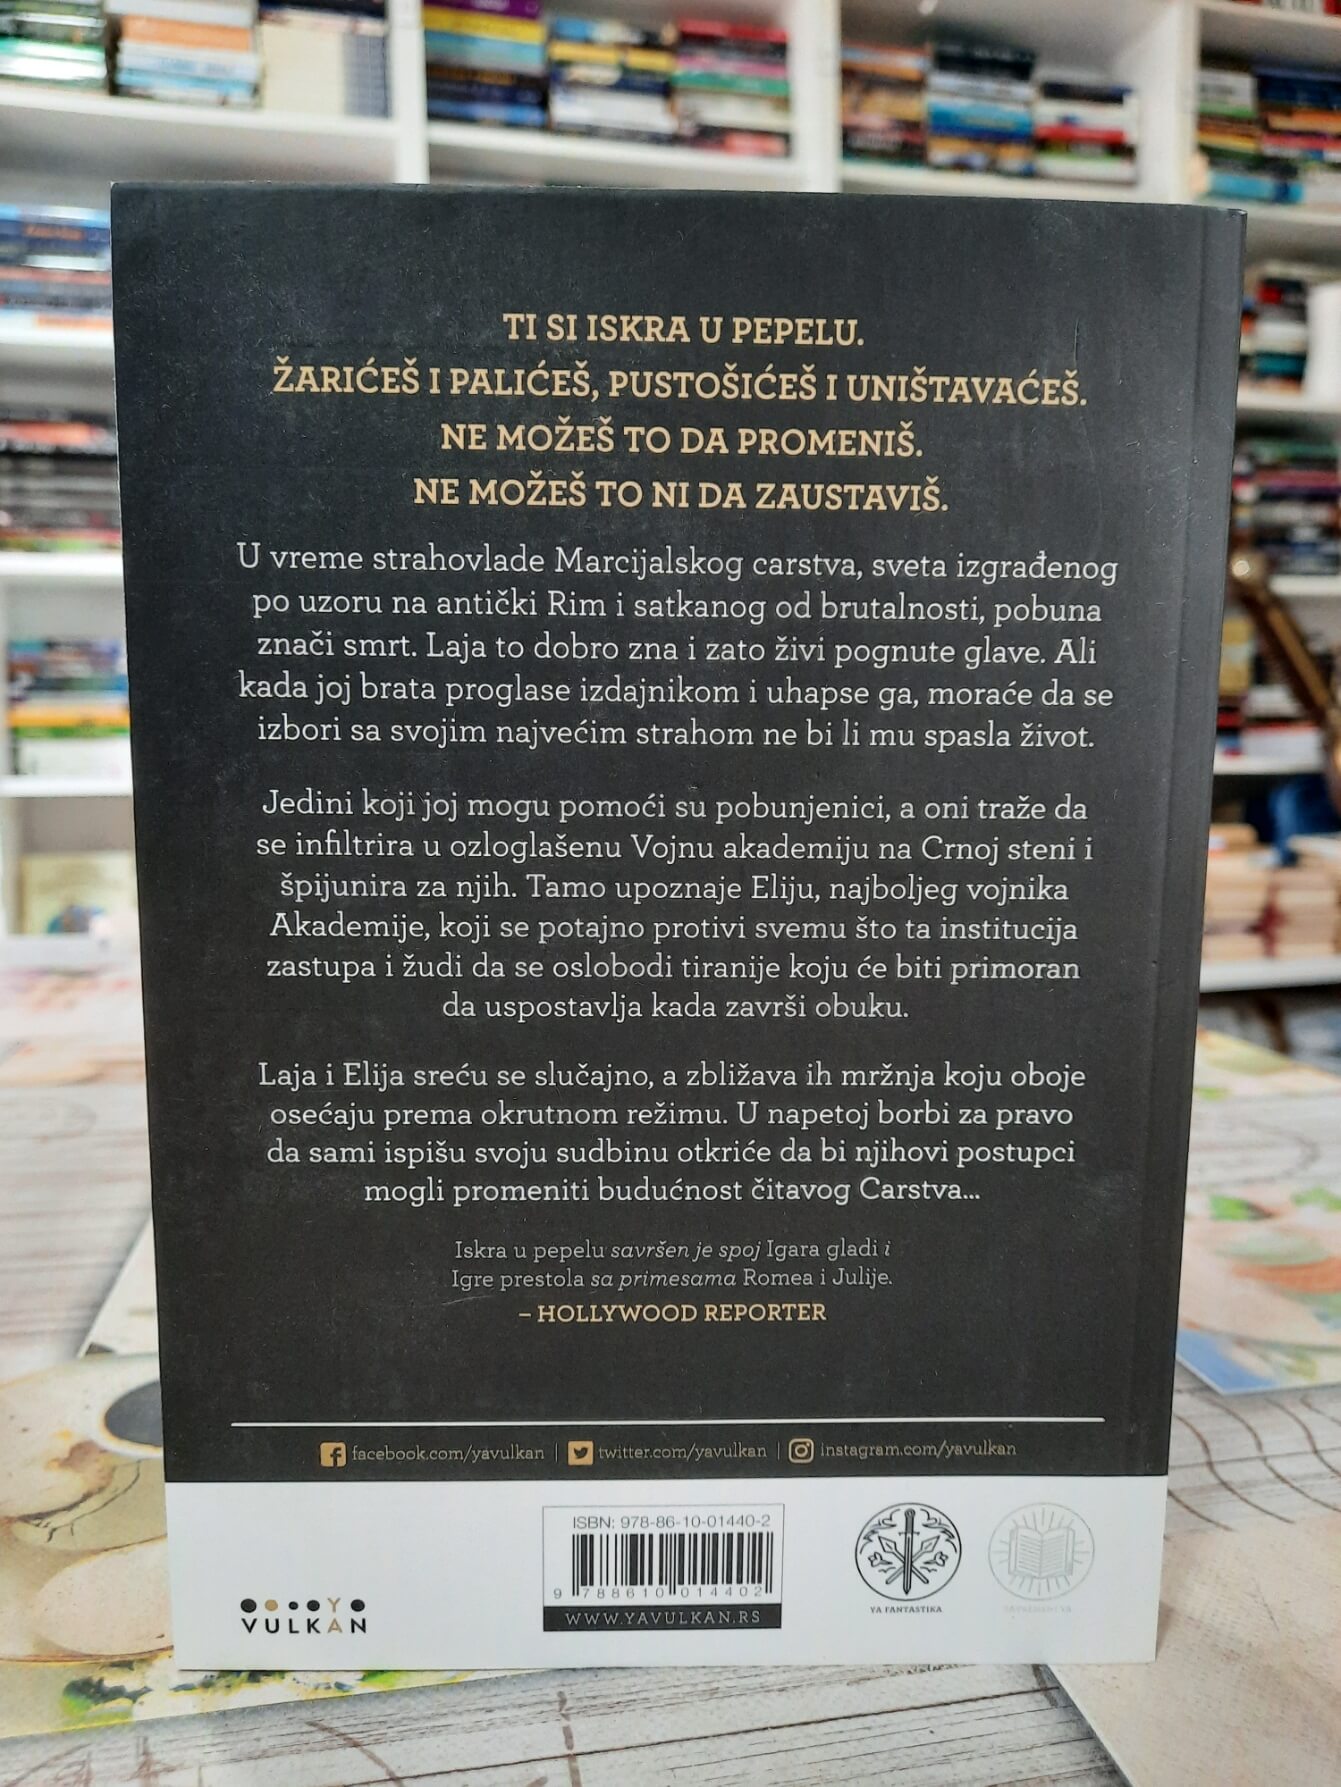 TI SI ISKRA U PEPELU.
ŽARIĆEŠ I PALIĆEŠ, PUSTOŠIĆEŠ I UNIŠTAVAĆEŠ.
NE MOŽEŠ TO DA PROMENIŠ.
NE MOŽEŠ TO NI DA ZAUSTAVIŠ.
U vreme strahovlade Marcijalskog carstva, sveta izgrađenog
po uzoru na antički Rim i satkanog od brutalnosti, pobuna
znači smrt. Laja to dobro zna i zato živi pognute glave. Ali
kada joj brata proglase izdajnikom i uhapse ga, moraće da se
izbori sa svojim najvećim strahom ne bi li mu spasla život.
Jedini koji joj mogu pomoći su pobunjenici, a oni traže da
se infiltrira u ozloglašenu Vojnu akademiju na Crnoj steni i
špijunira za njih. Tamo upoznaje Eliju, najboljeg vojnika
Akademije, koji se potajno protivi svemu što ta institucija
zastupa i žudi da se oslobodi tiranije koju će biti primoran
da uspostavlja kada završi obuku.
Laja i Elija sreću se slučajno, a zbližava ih mržnja koju oboje
osećaju prema okrutnom režimu. U napetoj borbi za pravo
da sami ispišu svoju sudbinu otkriće da bi njihovi postupci
mogli promeniti budućnost čitavog Carstva...
Iskra u pepelu savršen je spoj Igara gladi i
Igre prestola sa primesama Romea i Julije.
– HOLLYWOOD REPORTER
facebook.com/yavulkan | twitter.com/yavulkan | instagram.com/yavulkan
ISBN: 978-86-10-01440-2
9 788610 014402
WWW.YAVULKAN.RS
Y
VULKAN
YA FANTASTIKA